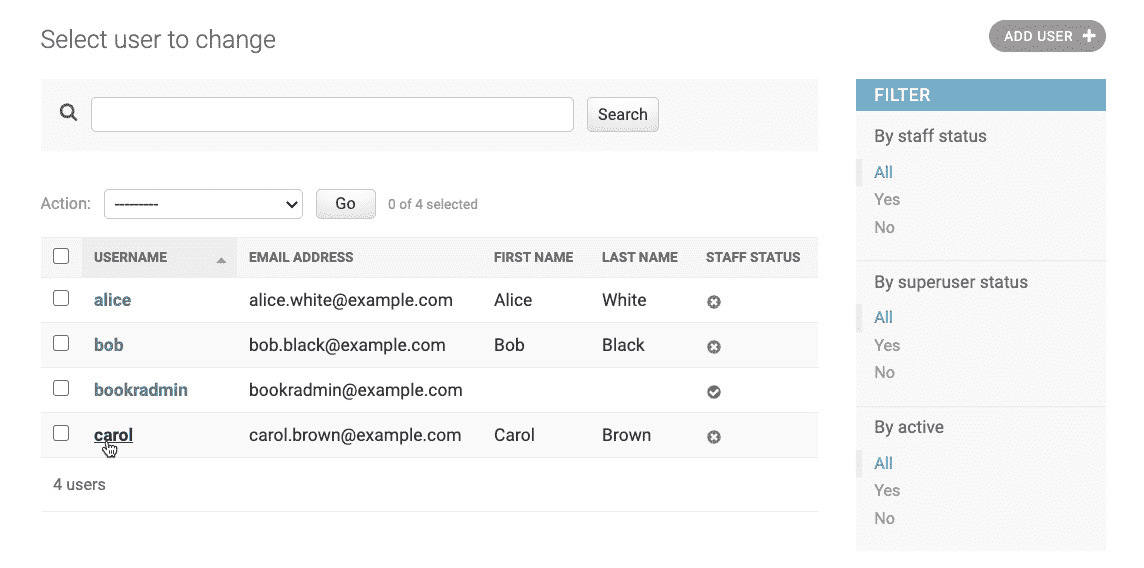 Select user to change
ADD USER
Search
Action: --------- Go 0 of 4 selected
USERNAME EMAIL ADDRESS FIRST NAME LAST NAME STAFF STATUS
alice alice.white@example.com Alice White
bob bob.black@example.com Bob Black
bookradmin bookradmin@example.com
carol carol.brown@example.com Carol Brown
4 users
FILTER
By staff status
All
Yes
No
By superuser status
All
Yes
No
By active
All
Yes
No